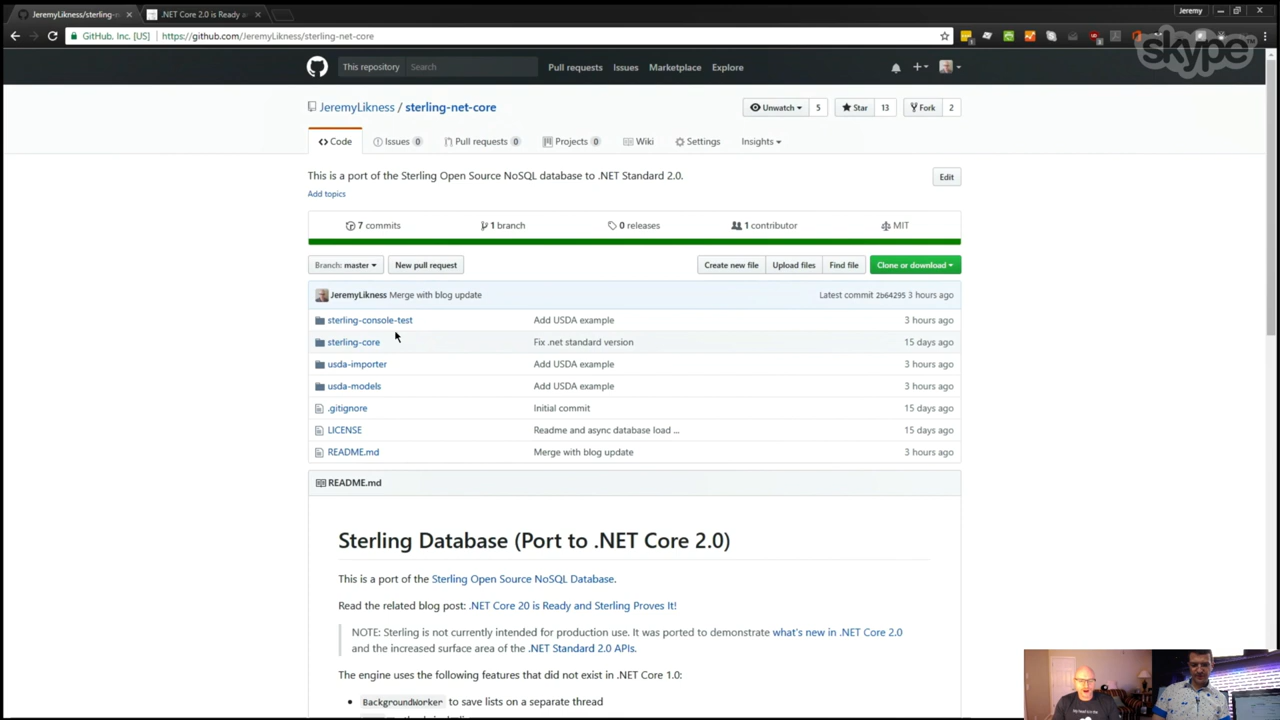 JeremyLikness/sterling-n
.NET Core 2.0 is Ready a
Jeremy
GitHub, Inc. [US]
https://github.com/JeremyLikness/sterling-net-core
skype
This repository
Search
Pull requests
Issues
Marketplace
Explore
JeremyLikness / sterling-net-core
Unwatch
5
Star
13
Fork
2
Code
Issues 0
Pull requests 0
Projects 0
Wiki
Settings
Insights
This is a port of the Sterling Open Source NoSQL database to .NET Standard 2.0.
Edit
Add topics
7 commits
1 branch
0 releases
1 contributor
MIT
Branch: master
New pull request
Create new file
Upload files
Find file
Clone or download
JeremyLikness Merge with blog update
Latest commit 2b64295 3 hours ago
sterling-console-test
Add USDA example
3 hours ago
sterling-core
Fix .net standard version
15 days ago
usda-importer
Add USDA example
3 hours ago
usda-models
Add USDA example
3 hours ago
.gitignore
Initial commit
15 days ago
LICENSE
Readme and async database load ...
15 days ago
README.md
Merge with blog update
3 hours ago
README.md
Sterling Database (Port to .NET Core 2.0)
This is a port of the Sterling Open Source NoSQL Database.
Read the related blog post: .NET Core 20 is Ready and Sterling Proves It!
NOTE: Sterling is not currently intended for production use. It was ported to demonstrate what's new in .NET Core 2.0
and the increased surface area of the .NET Standard 2.0 APIs.
The engine uses the following features that did not exist in .NET Core 1.0:
BackgroundWorker to save lists on a separate thread